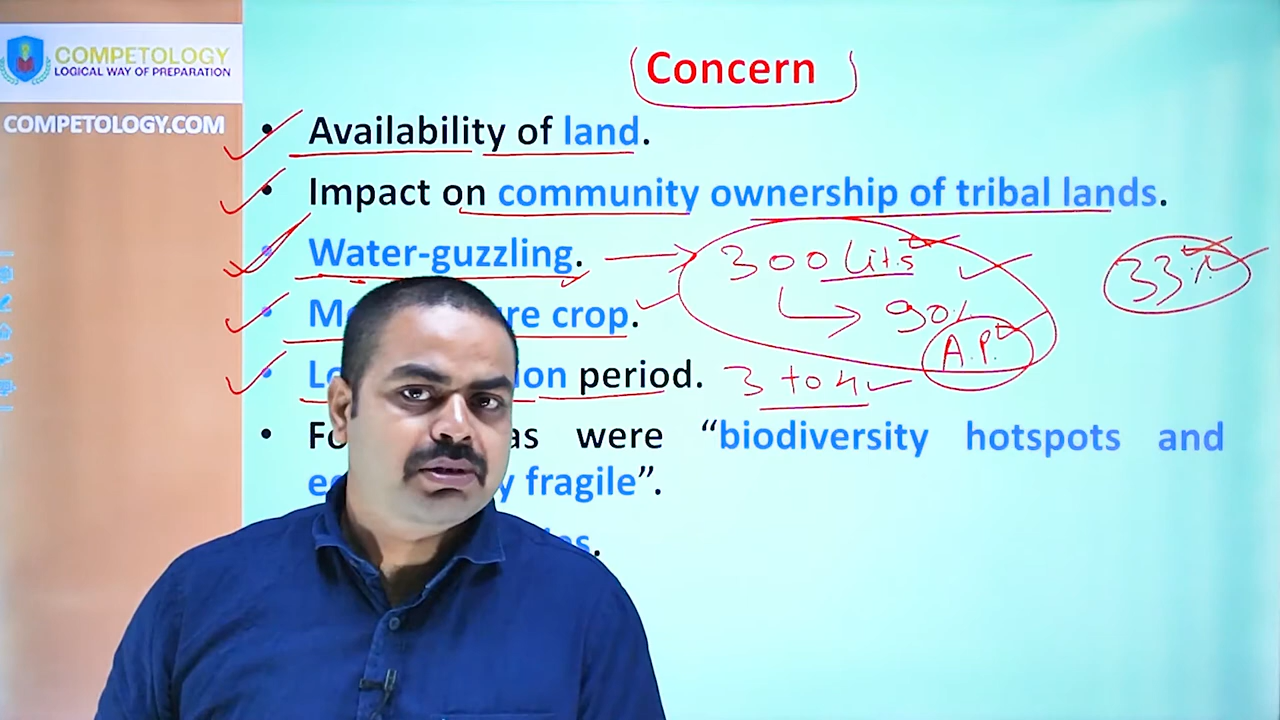 COMPETOLOGY
LOGICAL WAY OF PREPARATION
COMPETOLOGY.COM
Concern
• Availability of land.
• Impact on community ownership of tribal lands.
• Water-guzzling. 300 lits 33%
• crop. 90%
A.P.
• period. 3 to 4
• were “biodiversity hotspots and
fragile”.